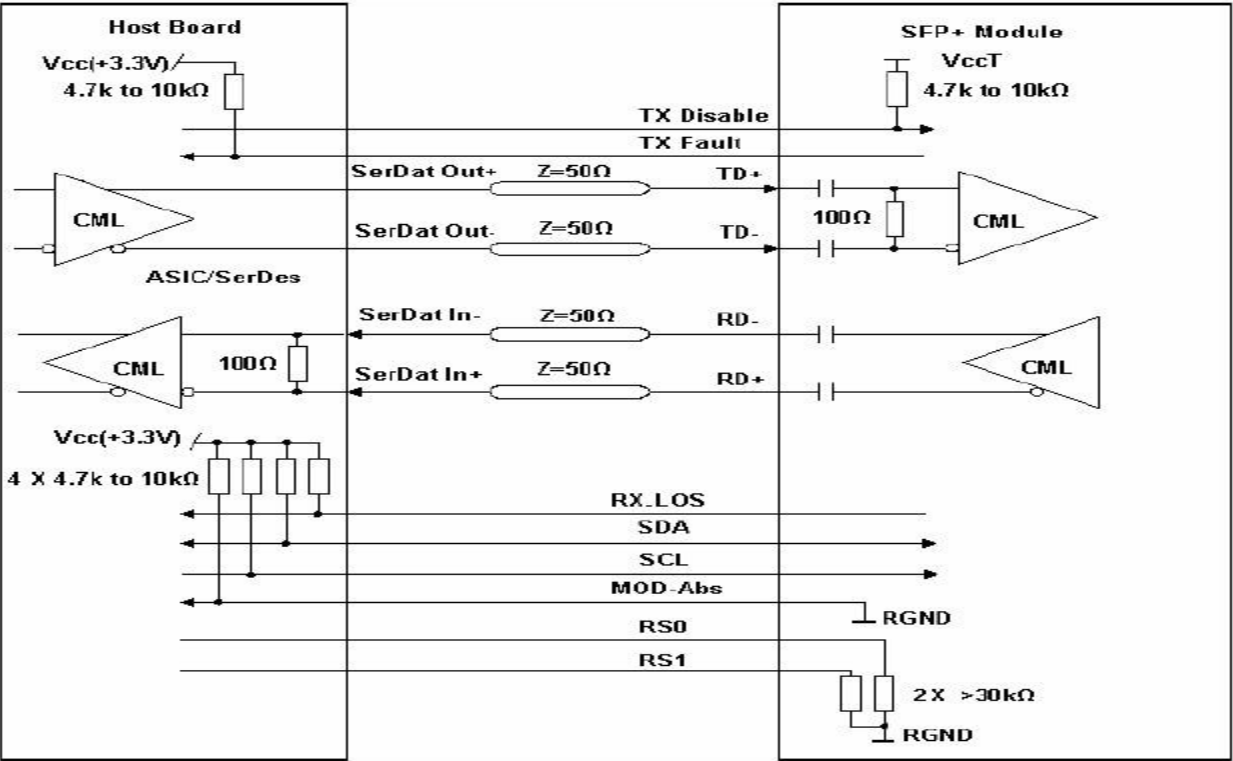 Host Board
SFP+ Module
Vcc(+3.3V)
4.7k to 10kΩ
VccT
4.7k to 10kΩ
TX Disable
TX Fault
SerDat Out+
Z=50Ω
TD+
CML
100Ω
CML
SerDat Out-
Z=50Ω
TD-
ASIC/SerDes
SerDat In-
Z=50Ω
RD-
CML
100Ω
SerDat In+
Z=50Ω
RD+
CML
Vcc(+3.3V)
4 X 4.7k to 10kΩ
RX-LOS
SDA
SCL
MOD-Abs
RGND
RS0
RS1
2X >30kΩ
RGND